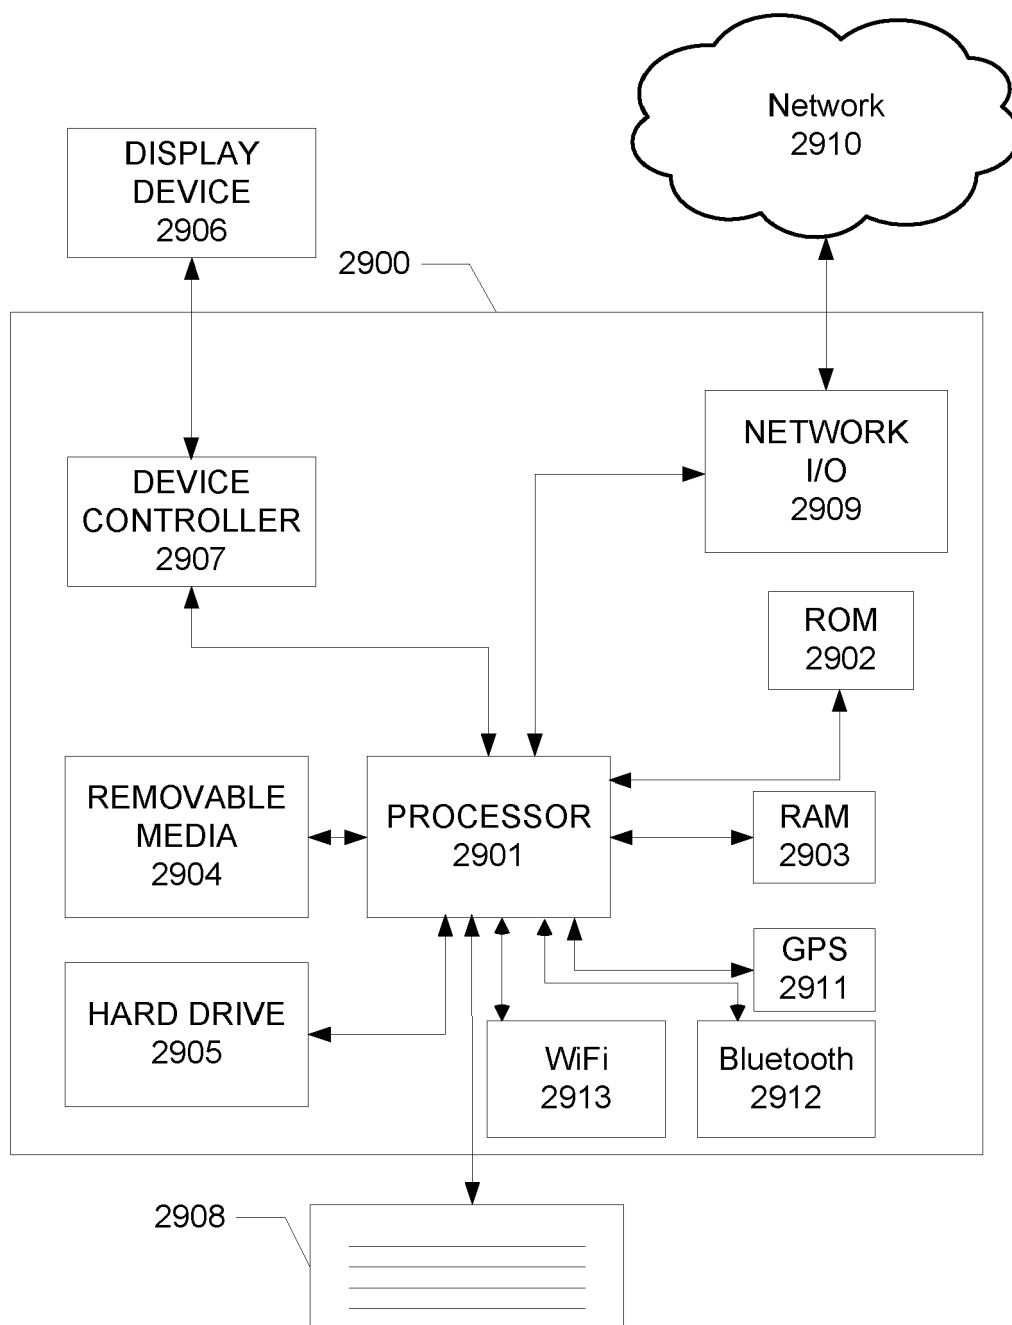 Network
2910
DISPLAY
DEVICE
2906
2900
NETWORK
I/O
2909
DEVICE
CONTROLLER
2907
ROM
2902
REMOVABLE
MEDIA
2904
PROCESSOR
2901
RAM
2903
GPS
2911
HARD DRIVE
2905
WiFi
2913
Bluetooth
2912
2908